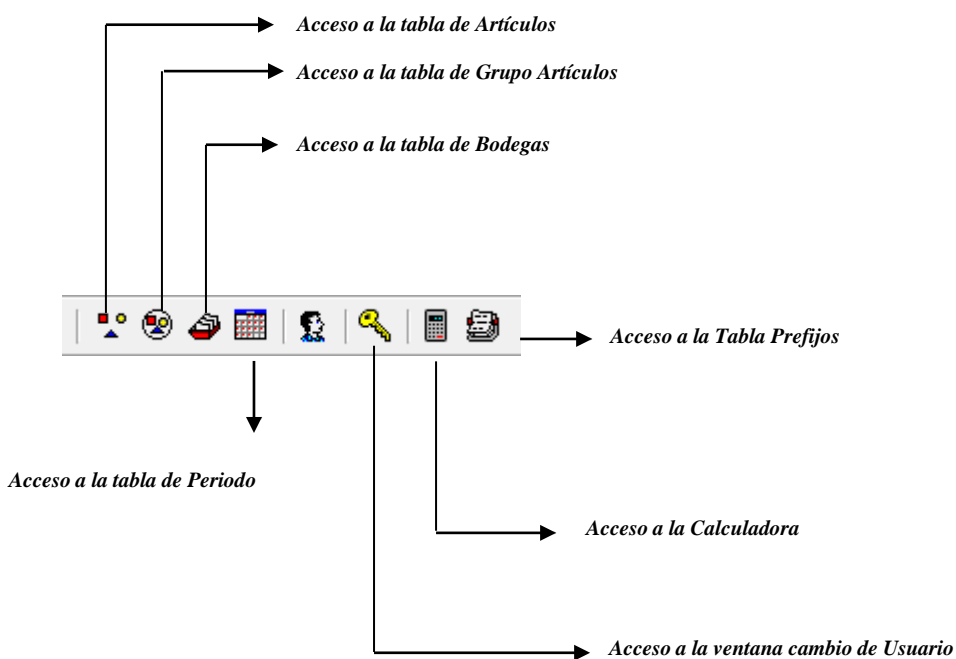 Acceso a la tabla de Artículos
Acceso a la tabla de Grupo Artículos
Acceso a la tabla de Bodegas
Acceso a la Tabla Prefijos
Acceso a la tabla de Periodo
Acceso a la Calculadora
Acceso a la ventana cambio de Usuario